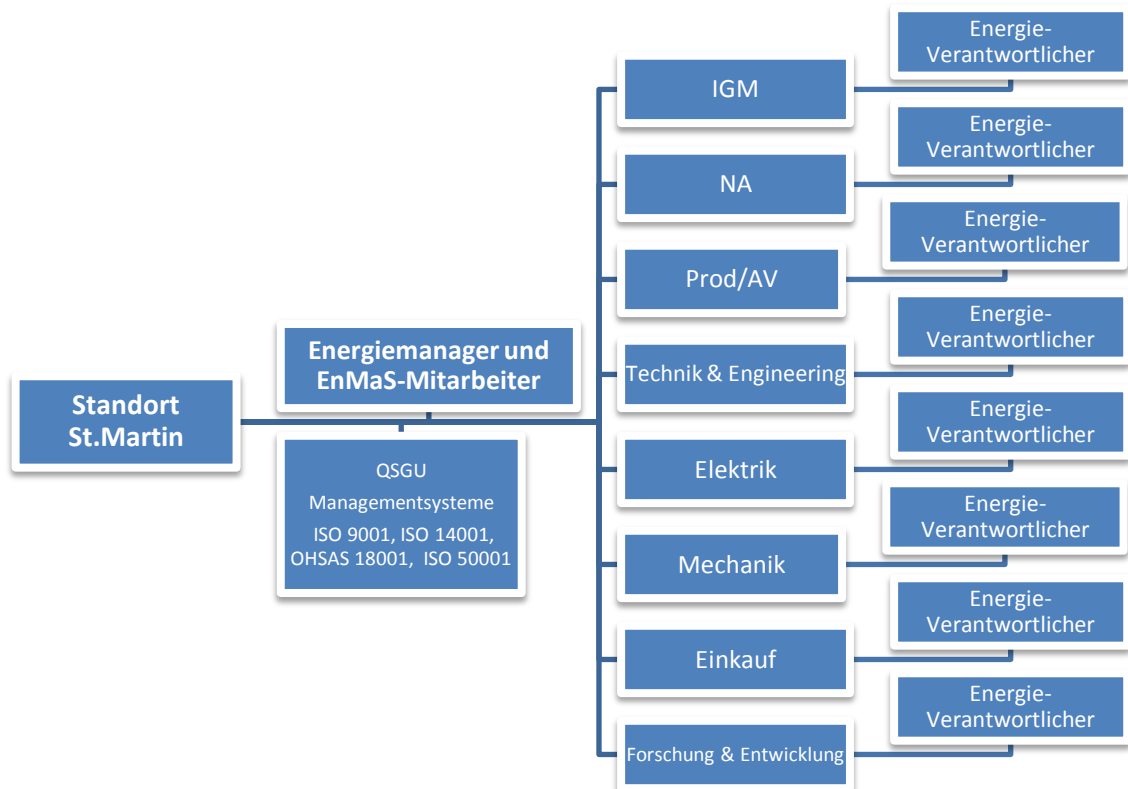 Standort
St.Martin
Energiemanager und
EnMaS-Mitarbeiter
QSGU
Managementsysteme
ISO 9001, ISO 14001,
OHSAS 18001, ISO 50001
IGM
Energie-
Verantwortlicher
NA
Energie-
Verantwortlicher
Prod/AV
Energie-
Verantwortlicher
Technik & Engineering
Energie-
Verantwortlicher
Elektrik
Energie-
Verantwortlicher
Mechanik
Energie-
Verantwortlicher
Einkauf
Energie-
Verantwortlicher
Forschung & Entwicklung
Energie-
Verantwortlicher